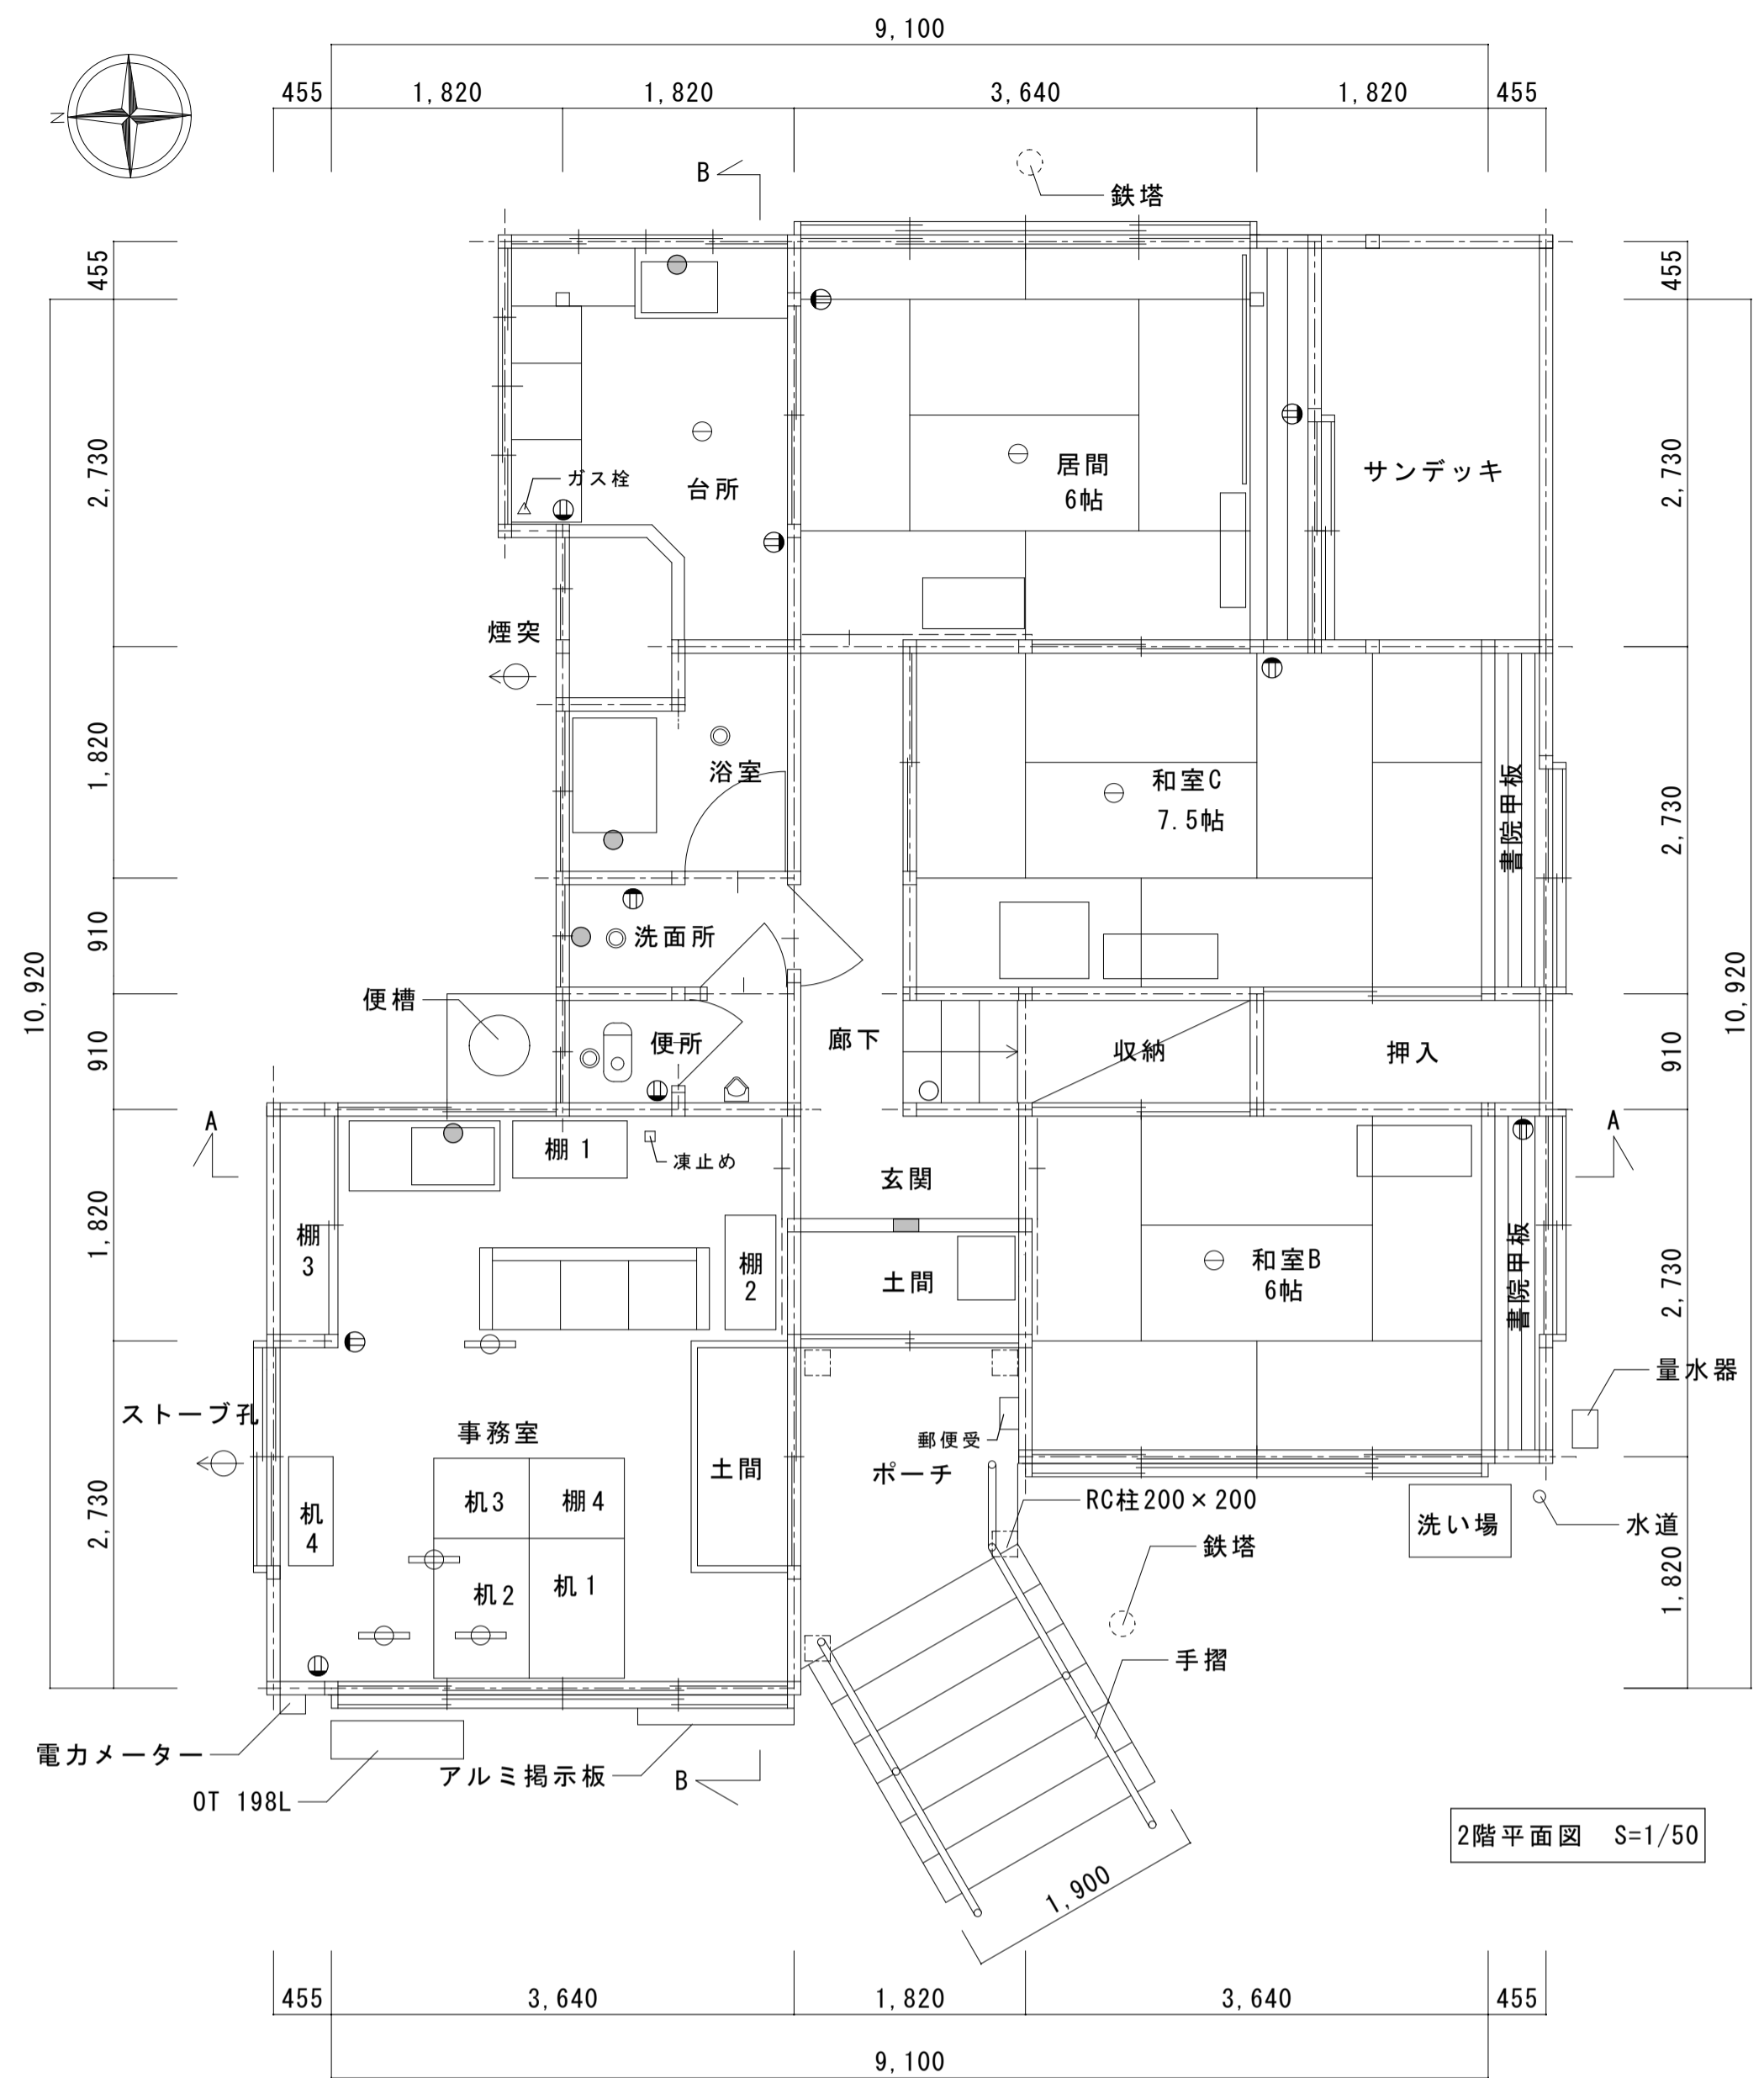 9,100
455
1,820
1,820
3,640
1,820
455
N
B
鉄塔
455
455
2,730
2,730
ガス栓
台所
居間
6帖
サンデッキ
煙突
1,820
浴室
和室C
7.5帖
書院甲板
2,730
910
洗面所
10,920
10,920
便槽
910
便所
廊下
収納
押入
910
A
A
棚1
凍止め
玄関
1,820
棚
3
棚
2
土間
和室B
6帖
書院甲板
2,730
量水器
ストーブ孔
事務室
土間
郵便受
ポーチ
RC柱200×200
2,730
机3
棚4
机
4
洗い場
水道
鉄塔
机2
机1
1,820
手摺
電力メーター
アルミ掲示板
B
OT 198L
2階平面図 S=1/50
1,900
455
3,640
1,820
3,640
455
9,100